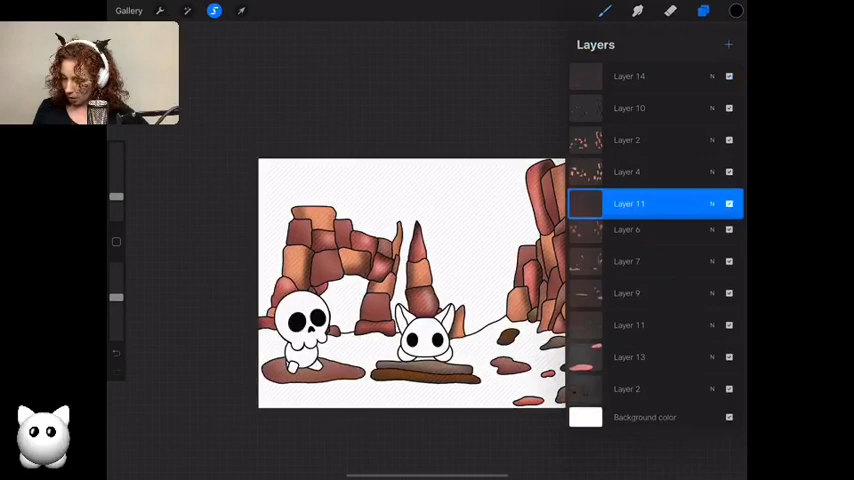 Gallery
Layers
Layer 14 N
Layer 10 N
Layer 2 N
Layer 4 N
Layer 11 N
Layer 6 N
Layer 7 N
Layer 9 N
Layer 11 N
Layer 13 N
Layer 2 N
Background color